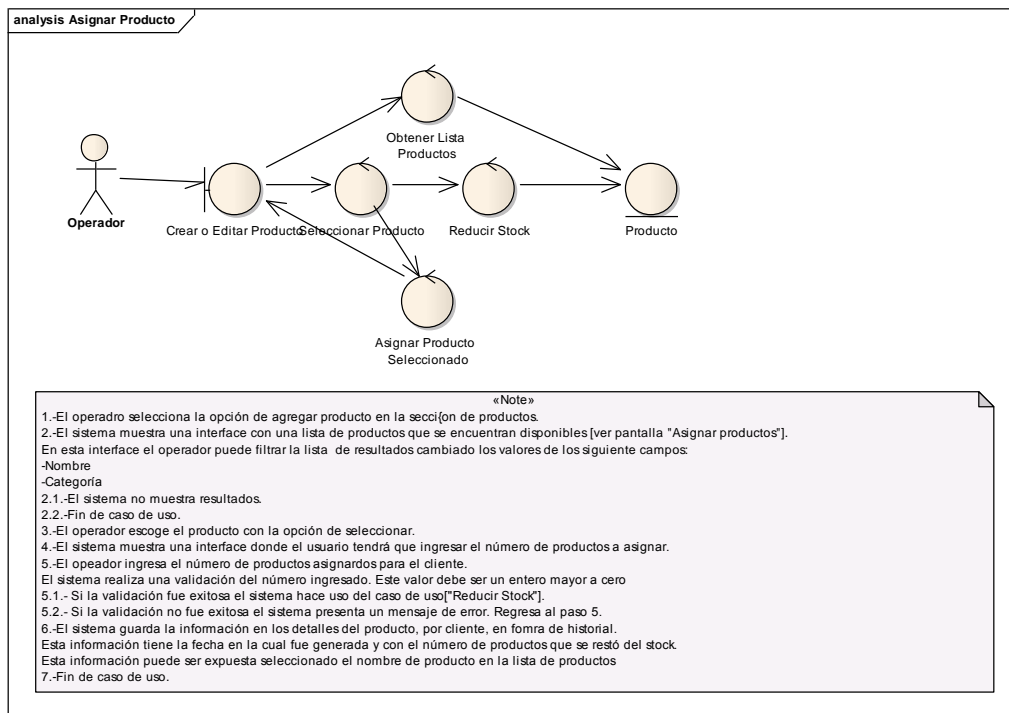 analysis Asignar Producto
Obtener Lista
Productos
Operador
Crear o Editar Producto
Seleccionar Producto
Reducir Stock
Producto
Asignar Producto
Seleccionado
«Note»
1.-El operadro selecciona la opción de agregar producto en la secci{on de productos.
2.-El sistema muestra una interface con una lista de productos que se encuentran disponibles [ver pantalla "Asignar productos"].
En esta interface el operador puede filtrar la lista de resultados cambiado los valores de los siguiente campos:
-Nombre
-Categoría
2.1.-El sistema no muestra resultados.
2.2.-Fin de caso de uso.
3.-El operador escoge el producto con la opción de seleccionar.
4.-El sistema muestra una interface donde el usuario tendrá que ingresar el número de productos a asignar.
5.-El opeador ingresa el número de productos asignardos para el cliente.
El sistema realiza una validación del número ingresado. Este valor debe ser un entero mayor a cero
5.1.- Si la validación fue exitosa el sistema hace uso del caso de uso["Reducir Stock"].
5.2.- Si la validación no fue exitosa el sistema presenta un mensaje de error. Regresa al paso 5.
6.-El sistema guarda la información en los detalles del producto, por cliente, en fomra de historial.
Esta información tiene la fecha en la cual fue generada y con el número de productos que se restó del stock.
Esta información puede ser expuesta seleccionado el nombre de producto en la lista de productos
7.-Fin de caso de uso.